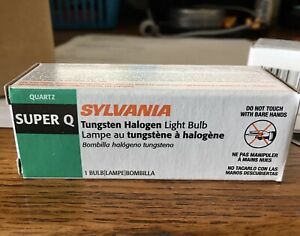 QUARTZ
SUPER Q
SYLVANIA
Tungsten Halogen Light Bulb
Lampe au tungstène à halogène
Bombilla halógeno tungsteno
1 BULB|LAMPE|BOMBILLA
DO NOT TOUCH
WITH BARE HANDS
NE PAS MANIPULER
À MAINS NUES
NO TACARLO CON LAS
MANOS DESCUBIERTAS